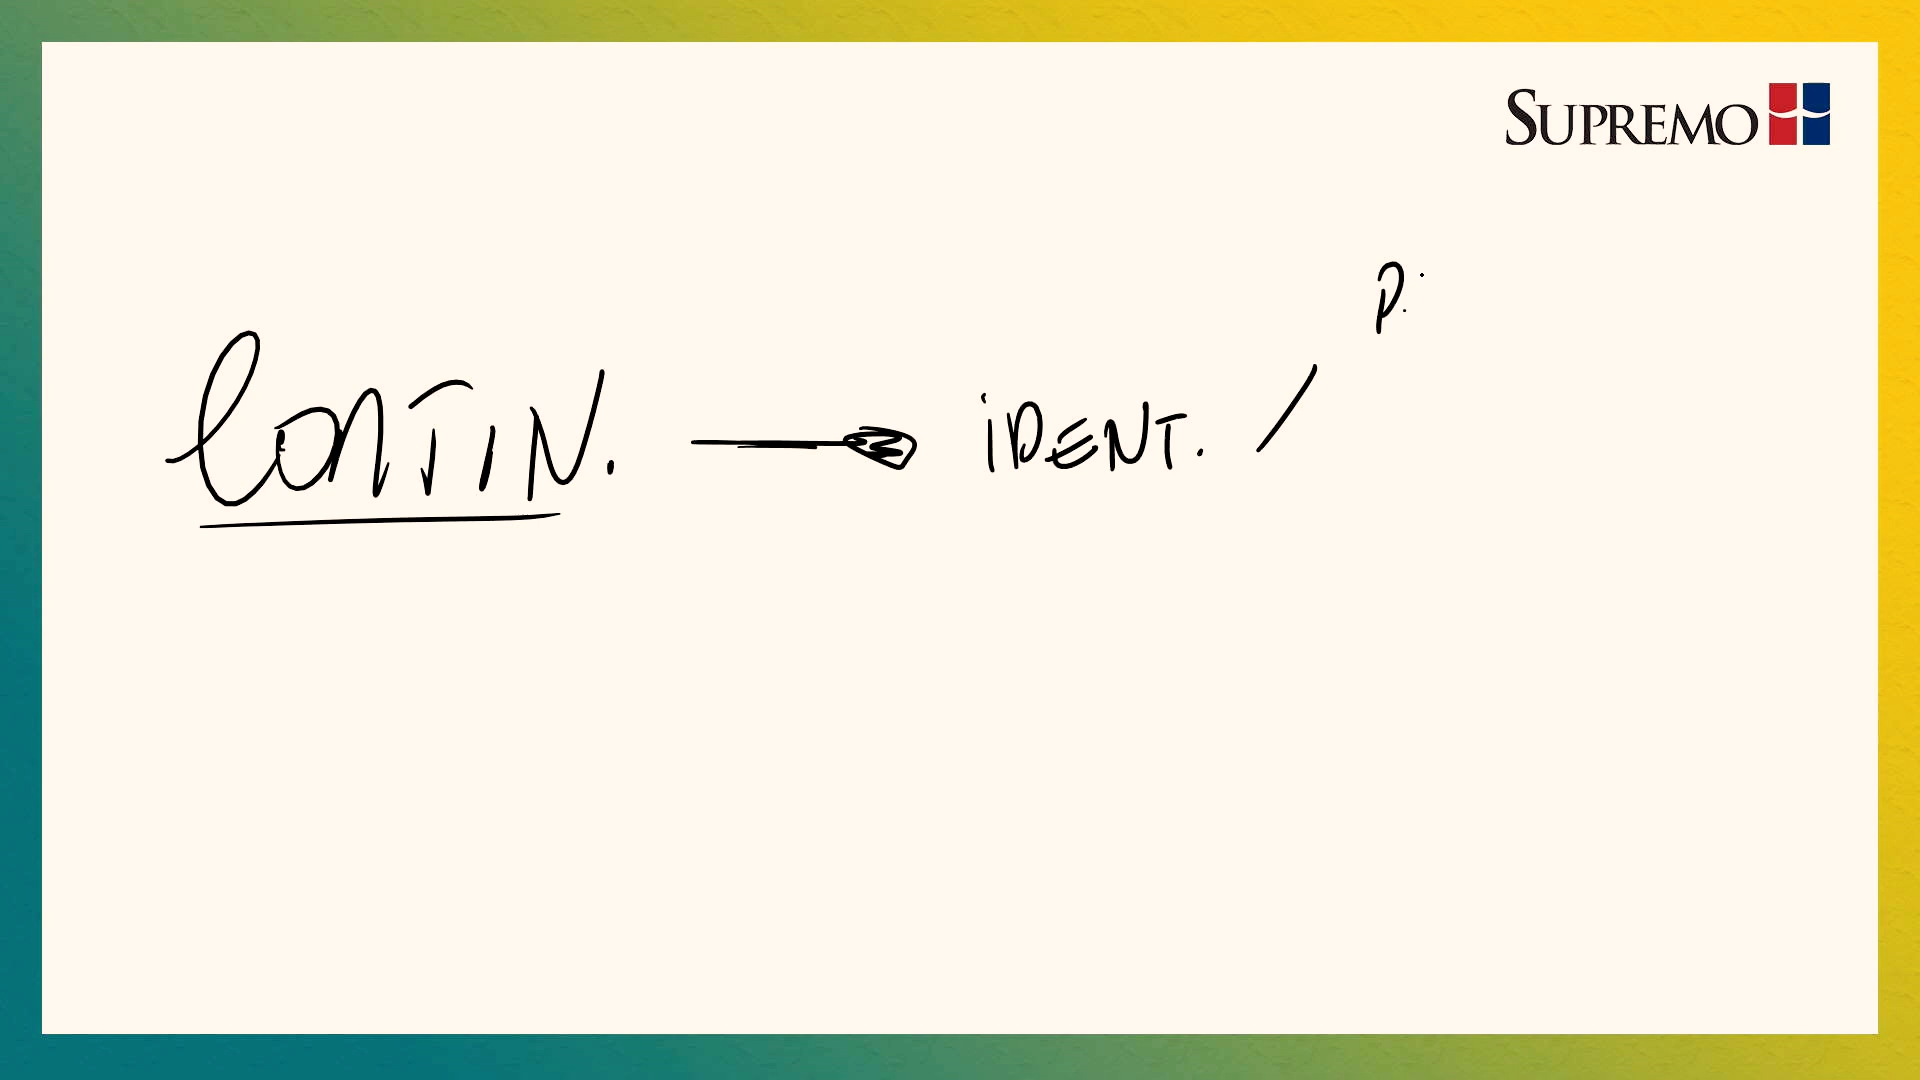 SUPREMO
P.
CONTIN. → IDENT. /